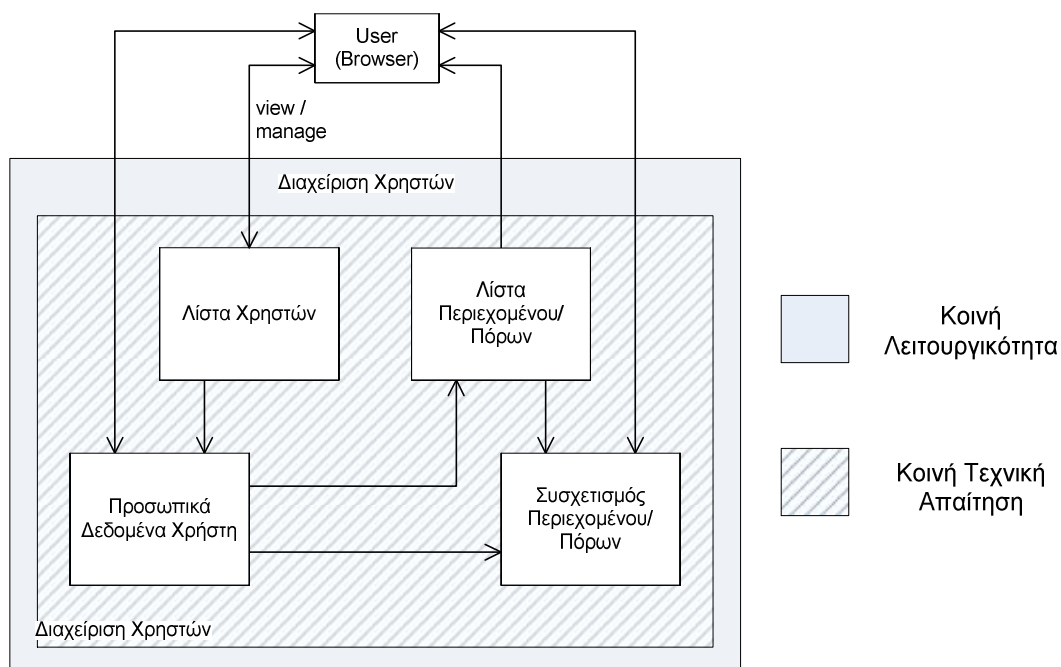 User
(Browser)
view /
manage
Διαχείριση Χρηστών
Λίστα Χρηστών
Λίστα
Περιεχομένου/
Πόρων
Προσωπικά
Δεδομένα Χρήστη
Συσχετισμός
Περιεχομένου/
Πόρων
Διαχείριση Χρηστών
Κοινή
Λειτουργικότητα
Κοινή Τεχνική
Απαίτηση